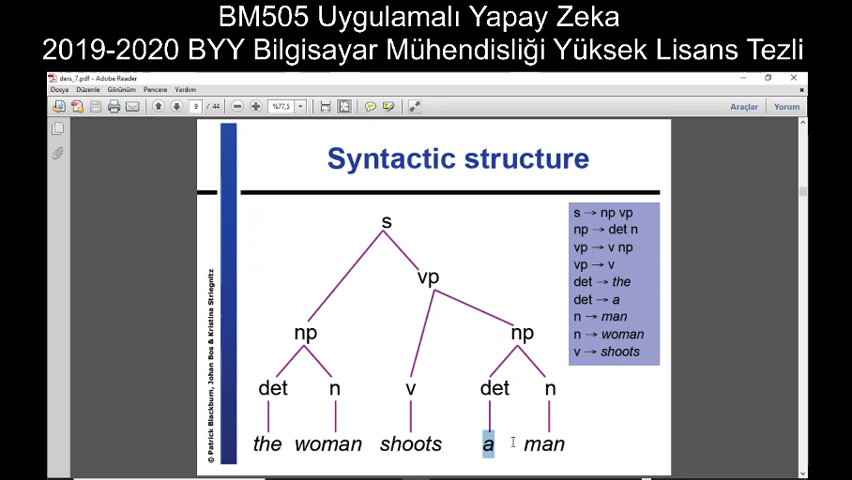 BM505 Uygulamalı Yapay Zeka
2019-2020 BYY Bilgisayar Mühendisliği Yüksek Lisans Tezli
ders_7.pdf - Adobe Reader
Dosya Düzenle Görünüm Pencere Yardım
9 / 44 %77,5 Araçlar Yorum
Syntactic structure
s → np vp
np → det n
vp → v np
vp → v
det → the
det → a
n → man
n → woman
v → shoots
s
vp
np np
det n v det n
the woman shoots a man
© Patrick Blackburn, Johan Bos & Kristina Striegnitz